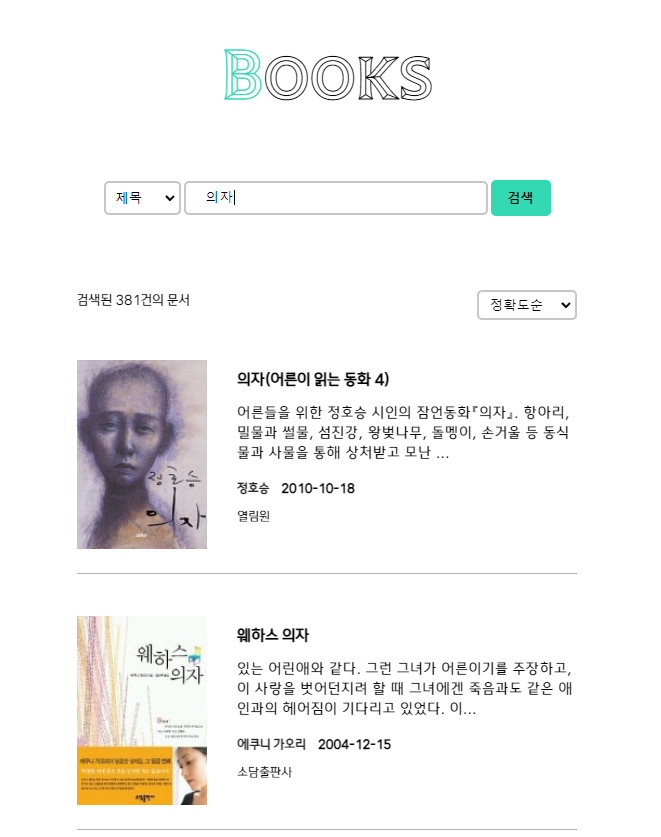 BOOKS
제목
의자
검색
검색된 381건의 문서
정확도순
정호승
의자
의자(어른이 읽는 동화 4)
어른들을 위한 정호승 시인의 잠언동화『의자』. 항아리,
밀물과 썰물, 섬진강, 왕벚나무, 돌멩이, 손거울 등 동식
물과 사물을 통해 상처받고 모난 ...
정호승 2010-10-18
열림원
웨하스
의자
웨하스 의자
있는 어린애와 같다. 그런 그녀가 어른이기를 주장하고,
이 사랑을 벗어던지려 할 때 그녀에겐 죽음과도 같은 애
인과의 헤어짐이 기다리고 있었다. 이...
에쿠니 가오리 2004-12-15
소담출판사